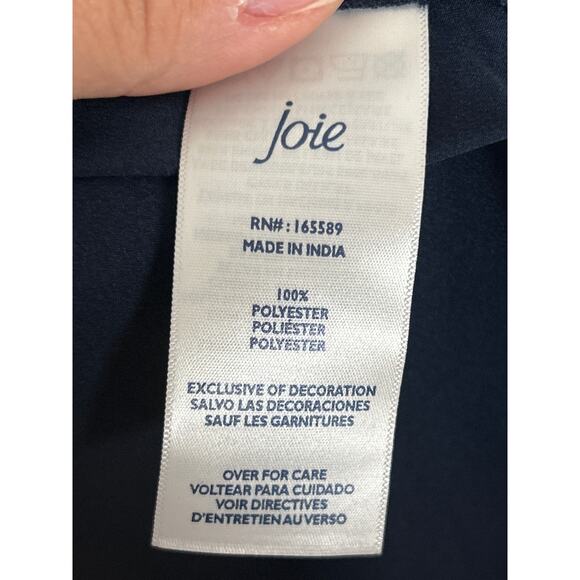 joie
RN#: 165589
MADE IN INDIA
100%
POLYESTER
POLIÉSTER
POLYESTER
EXCLUSIVE OF DECORATION
SALVO LAS DECORACIONES
SAUF LES GARNITURES
OVER FOR CARE
VOLTEAR PARA CUIDADO
VOIR DIRECTIVES
D'ENTRETIEN AU VERSO